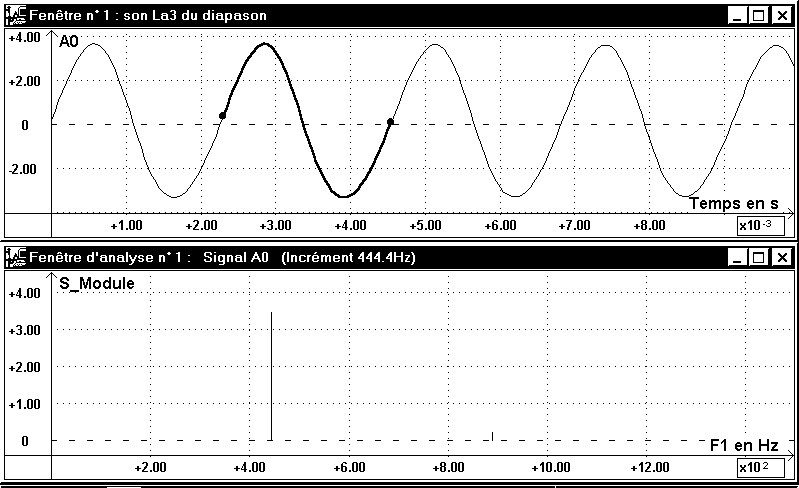 Fenêtre n° 1 : son La3 du diapason
+4.00
A0
+2.00
0
-2.00
Temps en s
+1.00 +2.00 +3.00 +4.00 +5.00 +6.00 +7.00 +8.00 x10-3
Fenêtre d'analyse n° 1 : Signal A0 (Incrément 444.4Hz)
S_Module
+4.00
+3.00
+2.00
+1.00
0
F1 en Hz
+2.00 +4.00 +6.00 +8.00 +10.00 +12.00 x10 2